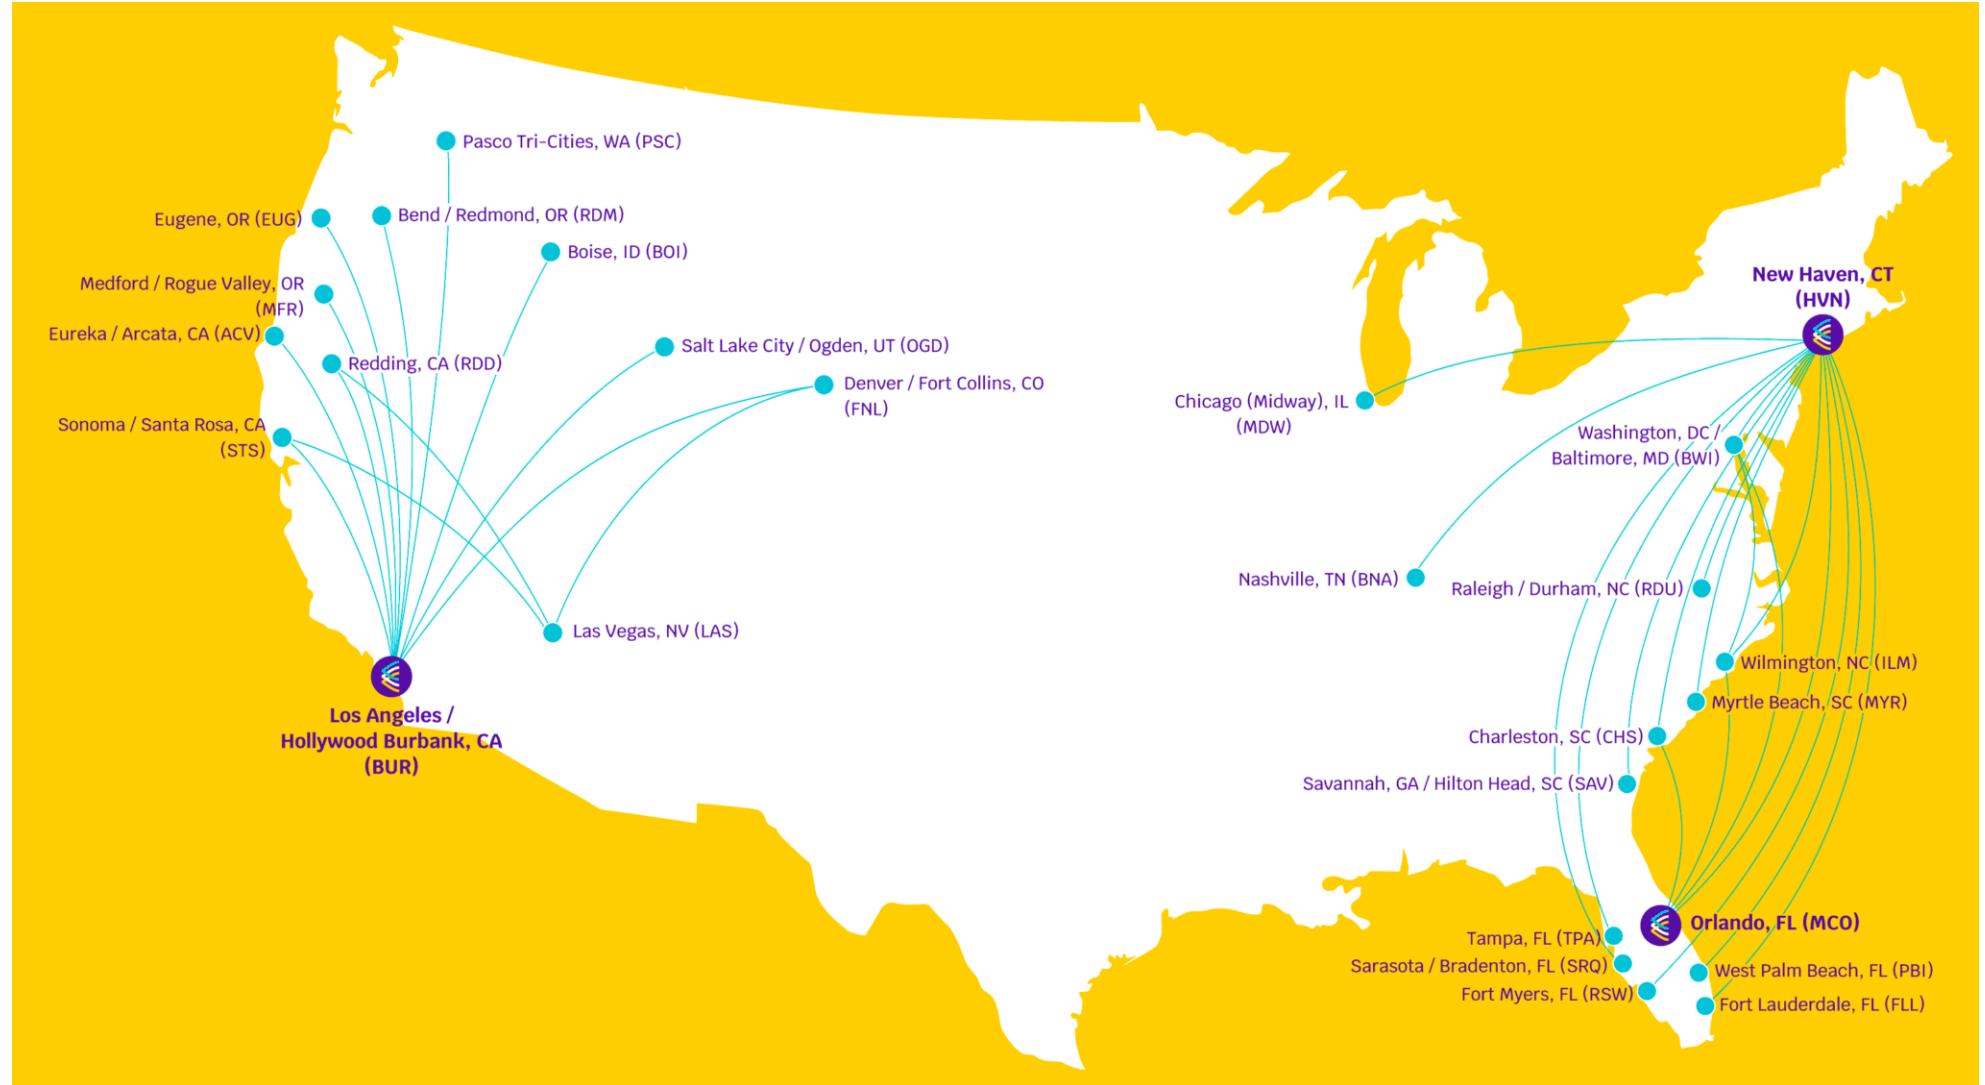 Pasco Tri-Cities, WA (PSC)
Eugene, OR (EUG)
Bend / Redmond, OR (RDM)
Boise, ID (BOI)
Medford / Rogue Valley, OR
(MFR)
Eureka / Arcata, CA (ACV)
Redding, CA (RDD)
Salt Lake City / Ogden, UT (OGD)
Denver / Fort Collins, CO
(FNL)
Sonoma / Santa Rosa, CA
(STS)
Las Vegas, NV (LAS)
Los Angeles /
Hollywood Burbank, CA
(BUR)
New Haven, CT
(HVN)
Chicago (Midway), IL
(MDW)
Washington, DC /
Baltimore, MD (BWI)
Nashville, TN (BNA)
Raleigh / Durham, NC (RDU)
Wilmington, NC (ILM)
Myrtle Beach, SC (MYR)
Charleston, SC (CHS)
Savannah, GA / Hilton Head, SC (SAV)
Orlando, FL (MCO)
Tampa, FL (TPA)
Sarasota / Bradenton, FL (SRQ)
West Palm Beach, FL (PBI)
Fort Myers, FL (RSW)
Fort Lauderdale, FL (FLL)